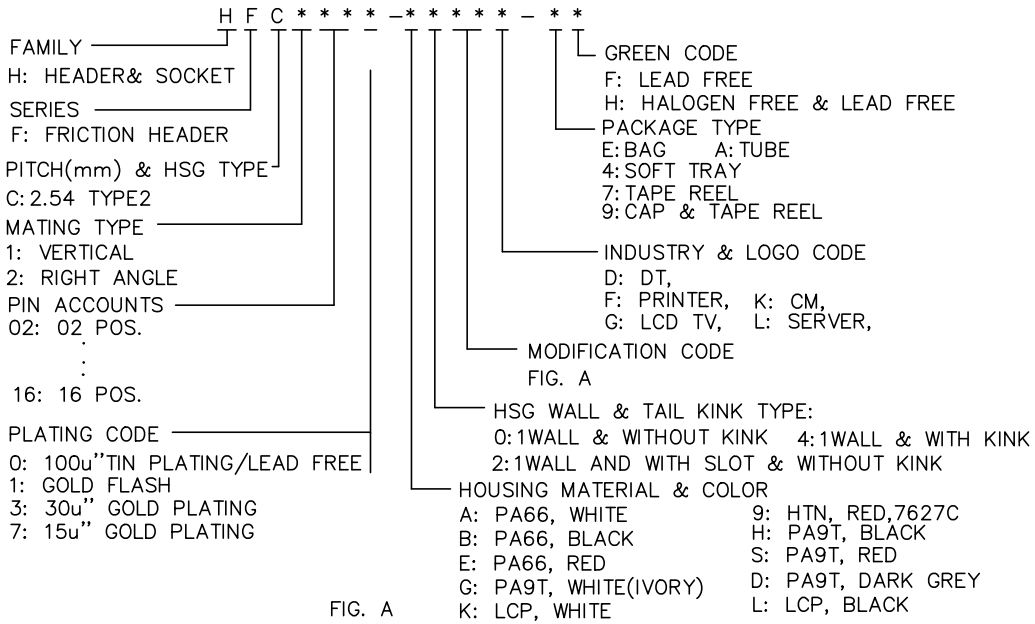 HFC**** -***** - **
FAMILY
H: HEADER& SOCKET
SERIES
F: FRICTION HEADER
PITCH(mm) & HSG TYPE
C:2.54 TYPE2
MATING TYPE
1: VERTICAL
2: RIGHT ANGLE
PIN ACCOUNTS
02: 02 POS.
.
:
16: 16 POS.
PLATING CODE
0: 100u"TIN PLATING/LEAD FREE
1: GOLD FLASH
3: 30u" GOLD PLATING
7: 15u" GOLD PLATING
GREEN CODE
F: LEAD FREE
H: HALOGEN FREE & LEAD FREE
PACKAGE TYPE
E:BAG A:TUBE
4:SOFT TRAY
7:TAPE REEL
9:CAP & TAPE REEL
INDUSTRY & LOGO CODE
D: DT,
F: PRINTER, K: CM,
G: LCD TV, L: SERVER,
MODIFICATION CODE
FIG. A
HSG WALL & TAIL KINK TYPE:
0:1WALL & WITHOUT KINK 4:1WALL & WITH KINK
2:1WALL AND WITH SLOT & WITHOUT KINK
HOUSING MATERIAL & COLOR
A: PA66, WHITE
B: PA66, BLACK
E: PA66, RED
G: PA9T, WHITE(IVORY)
K: LCP, WHITE
9: HTN, RED,7627C
H: PA9T, BLACK
S: PA9T, RED
D: PA9T, DARK GREY
L: LCP, BLACK
FIG. A